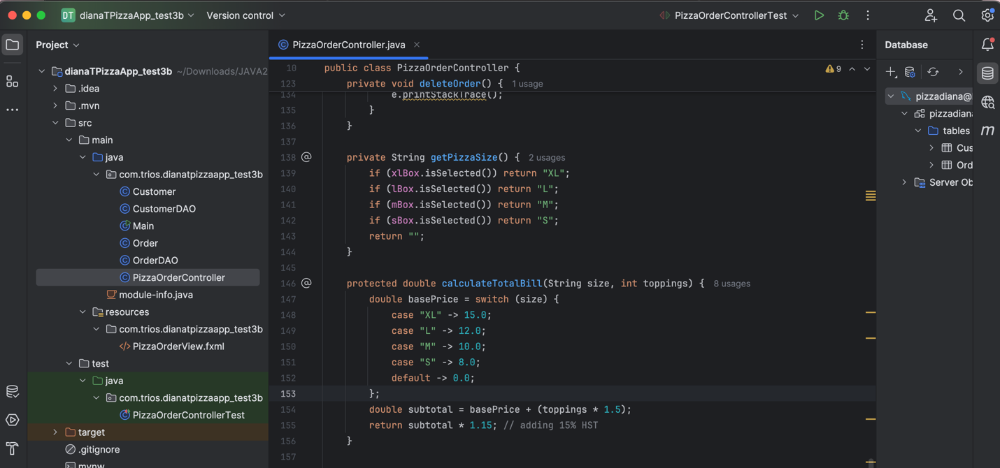 DT dianaTPizzaApp_test3b Version control PizzaOrderControllerTest
Project
dianaTPizzaApp_test3b ~/Downloads/JAVA2
.idea
.mvn
src
main
java
com.trios.dianatpizzaapp_test3b
Customer
CustomerDAO
Main
Order
OrderDAO
PizzaOrderController
module-info.java
resources
com.trios.dianatpizzaapp_test3b
PizzaOrderView.fxml
test
java
com.trios.dianatpizzaapp_test3b
PizzaOrderControllerTest
target
.gitignore
mvnw
PizzaOrderController.java
10 public class PizzaOrderController {
9
123 private void deleteOrder() { 1 usage
134 e.printStackTrace();
135 }
136 }
137
138 @ private String getPizzaSize() { 2 usages
139 if (xlBox.isSelected()) return "XL";
140 if (lBox.isSelected()) return "L";
141 if (mBox.isSelected()) return "M";
142 if (sBox.isSelected()) return "S";
143 return "";
144 }
145
146 @ protected double calculateTotalBill(String size, int toppings) { 8 usages
147 double basePrice = switch (size) {
148 case "XL" -> 15.0;
149 case "L" -> 12.0;
150 case "M" -> 10.0;
151 case "S" -> 8.0;
152 default -> 0.0;
153 };
154 double subtotal = basePrice + (toppings * 1.5);
155 return subtotal * 1.15; // adding 15% HST
156 }
157
Database
pizzadiana@
pizzadiana
tables
Cus
Ord
Server Ob
m